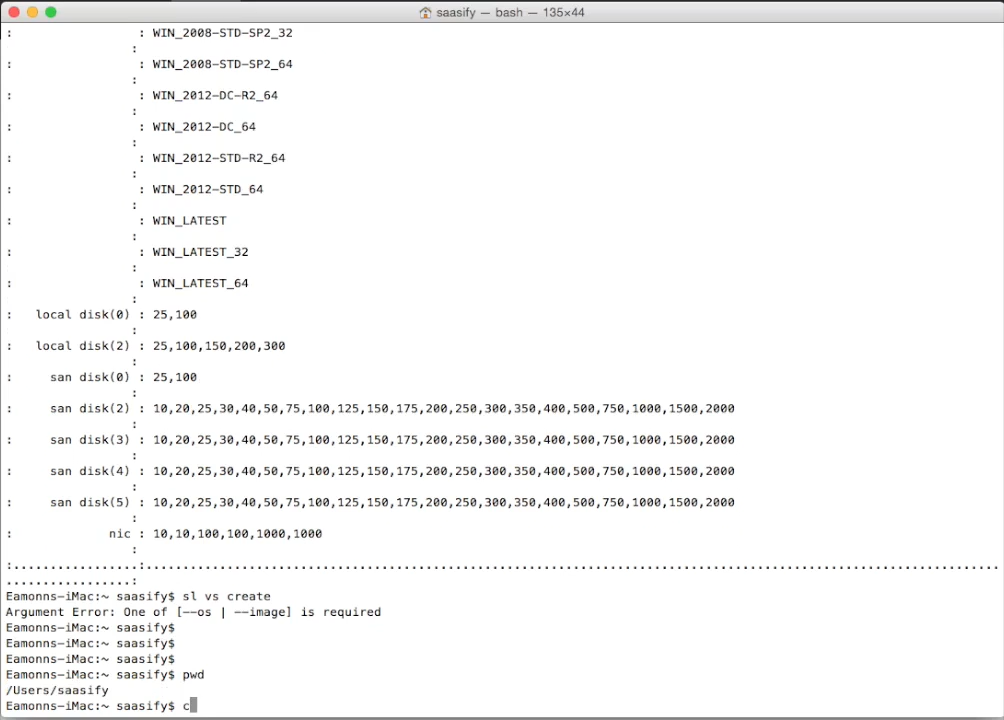 saasify — bash — 135×44
: : WIN_2008-STD-SP2_32
:
: : WIN_2008-STD-SP2_64
:
: : WIN_2012-DC-R2_64
:
: : WIN_2012-DC_64
:
: : WIN_2012-STD-R2_64
:
: : WIN_2012-STD_64
:
: : WIN_LATEST
:
: : WIN_LATEST_32
:
: : WIN_LATEST_64
:
: local disk(0) : 25,100
:
: local disk(2) : 25,100,150,200,300
:
: san disk(0) : 25,100
:
: san disk(2) : 10,20,25,30,40,50,75,100,125,150,175,200,250,300,350,400,500,750,1000,1500,2000
:
: san disk(3) : 10,20,25,30,40,50,75,100,125,150,175,200,250,300,350,400,500,750,1000,1500,2000
:
: san disk(4) : 10,20,25,30,40,50,75,100,125,150,175,200,250,300,350,400,500,750,1000,1500,2000
:
: san disk(5) : 10,20,25,30,40,50,75,100,125,150,175,200,250,300,350,400,500,750,1000,1500,2000
:
: nic : 10,10,100,100,1000,1000
:
:.................:.....................................................................................................................
.................:
Eamonns-iMac:~ saasify$ sl vs create
Argument Error: One of [--os | --image] is required
Eamonns-iMac:~ saasify$
Eamonns-iMac:~ saasify$
Eamonns-iMac:~ saasify$
Eamonns-iMac:~ saasify$ pwd
/Users/saasify
Eamonns-iMac:~ saasify$ c